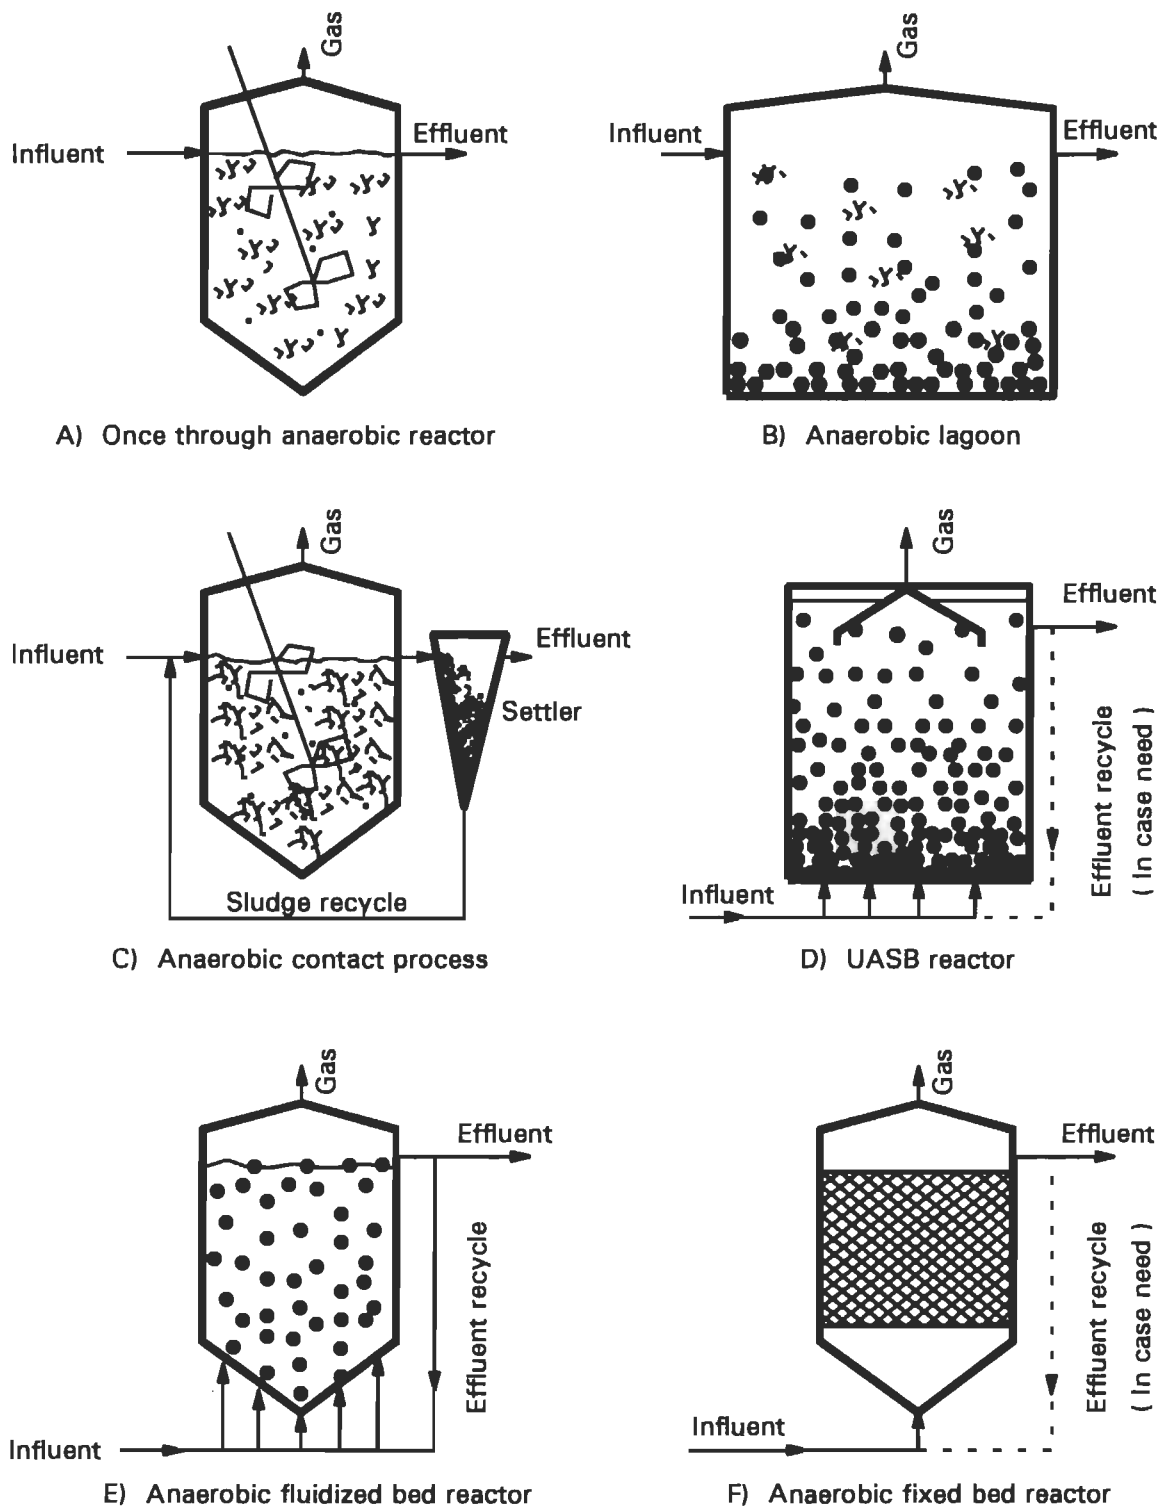 Gas
Influent
Effluent
A) Once through anaerobic reactor
Gas
Influent
Effluent
B) Anaerobic lagoon
Gas
Influent
Effluent
Settler
Sludge recycle
C) Anaerobic contact process
Gas
Effluent
Effluent recycle
( In case need )
Influent
D) UASB reactor
Gas
Effluent
Effluent recycle
Influent
E) Anaerobic fluidized bed reactor
Gas
Effluent
Effluent recycle
( In case need )
Influent
F) Anaerobic fixed bed reactor